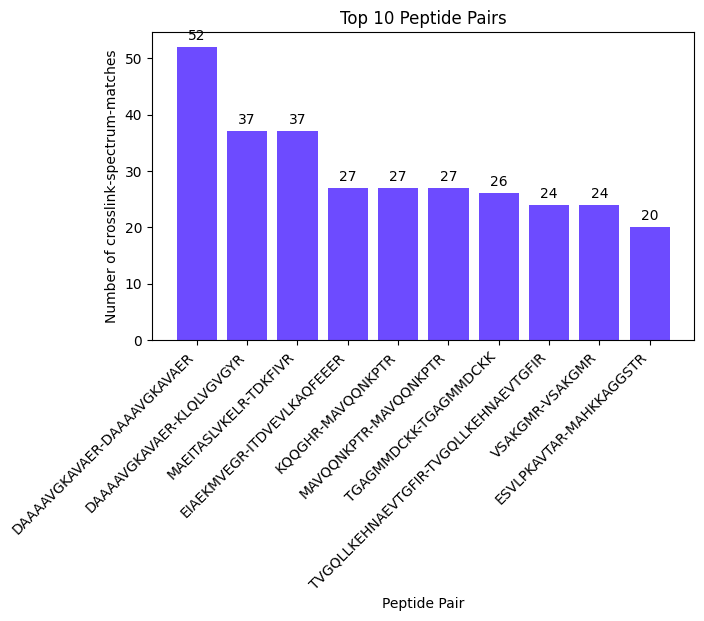 Top 10 Peptide Pairs
Number of crosslink-spectrum-matches
50
40
30
20
10
0
52
37
37
27
27
27
26
24
24
20
DAAAAVGKAVAER-DAAAAVGKAVAER
DAAAAVGKAVAER-KLQLVGVGYR
MAEITASLVKELR-TDKFIVR
EIAEKMVEGR-ITDVEVLKAQFEEER
KQQGHR-MAVQQNKPTR
MAVQQNKPTR-MAVQQNKPTR
TGAGMMDCKK-TGAGMMDCKK
TVGQLLKEHNAEVTGFIR-TVGQLLKEHNAEVTGFIR
VSAKGMR-VSAKGMR
ESVLPKAVTAR-MAHKKAGGSTR
Peptide Pair